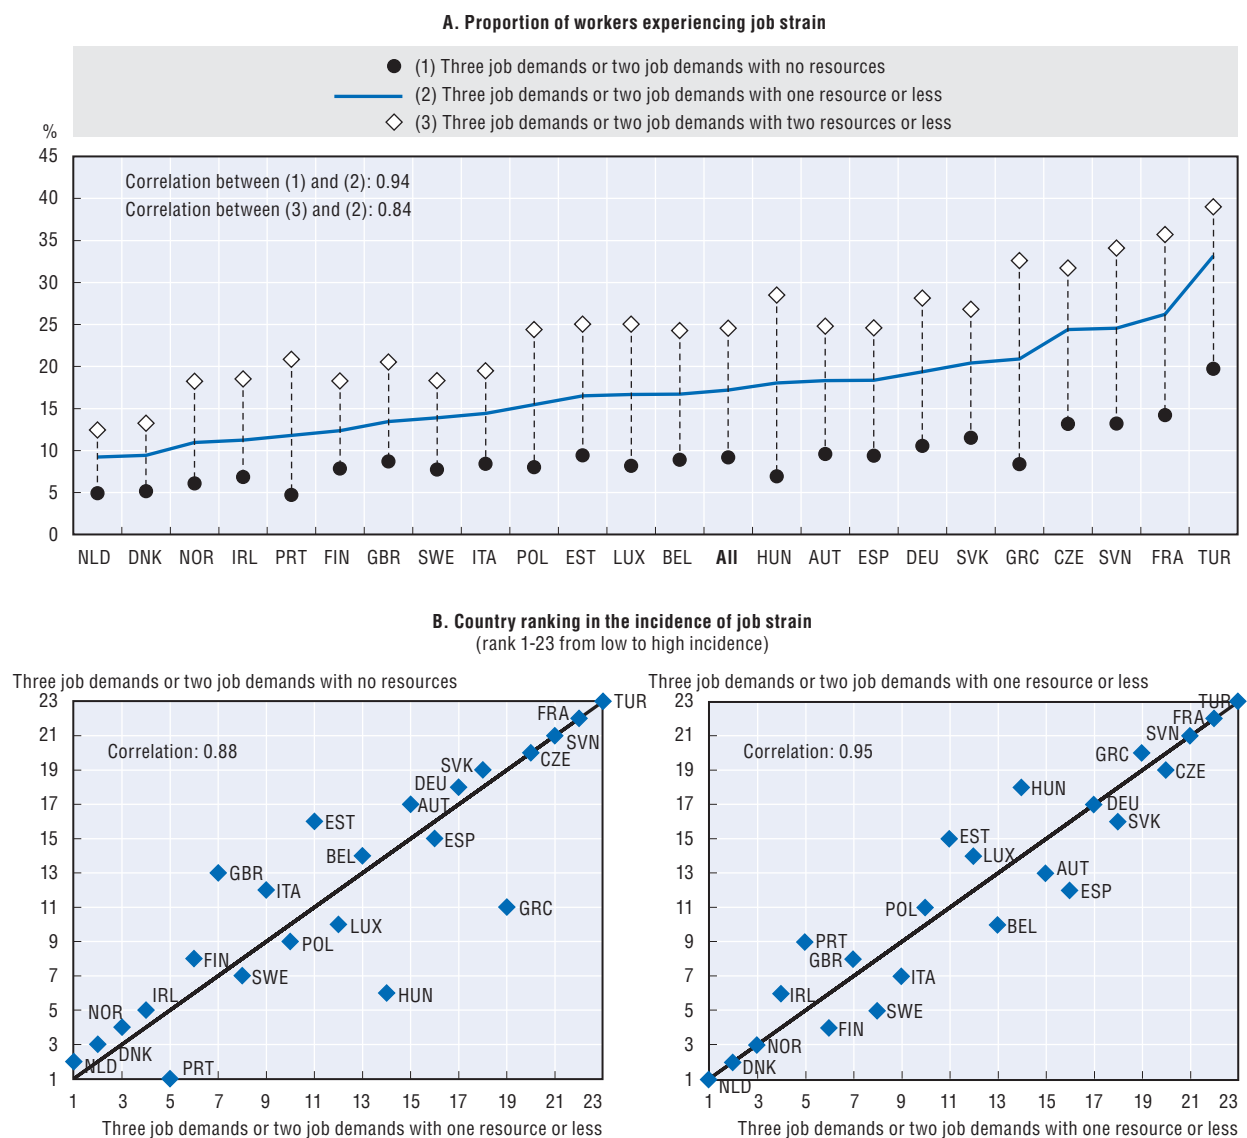 A. Proportion of workers experiencing job strain
(1) Three job demands or two job demands with no resources
(2) Three job demands or two job demands with one resource or less
(3) Three job demands or two job demands with two resources or less
%
45
40
35
30
25
20
15
10
5
0
Correlation between (1) and (2): 0.94
Correlation between (3) and (2): 0.84
NLD DNK NOR IRL PRT FIN GBR SWE ITA POL EST LUX BEL All HUN AUT ESP DEU SVK GRC CZE SVN FRA TUR
B. Country ranking in the incidence of job strain
(rank 1-23 from low to high incidence)
Three job demands or two job demands with no resources
23
21
19
17
15
13
11
9
7
5
3
1
Correlation: 0.88
TUR
FRA
SVN
CZE
SVK
DEU
AUT
EST
ESP
BEL
GBR
ITA
GRC
LUX
POL
FIN
SWE
HUN
IRL
NOR
DNK
NLD
PRT
1 3 5 7 9 11 13 15 17 19 21 23
Three job demands or two job demands with one resource or less
Three job demands or two job demands with one resource or less
23
21
19
17
15
13
11
9
7
5
3
1
Correlation: 0.95
TUR
FRA
SVN
GRC
CZE
HUN
DEU
SVK
EST
LUX
AUT
ESP
POL
BEL
PRT
GBR
ITA
IRL
SWE
FIN
NOR
DNK
NLD
1 3 5 7 9 11 13 15 17 19 21 23
Three job demands or two job demands with one resource or less